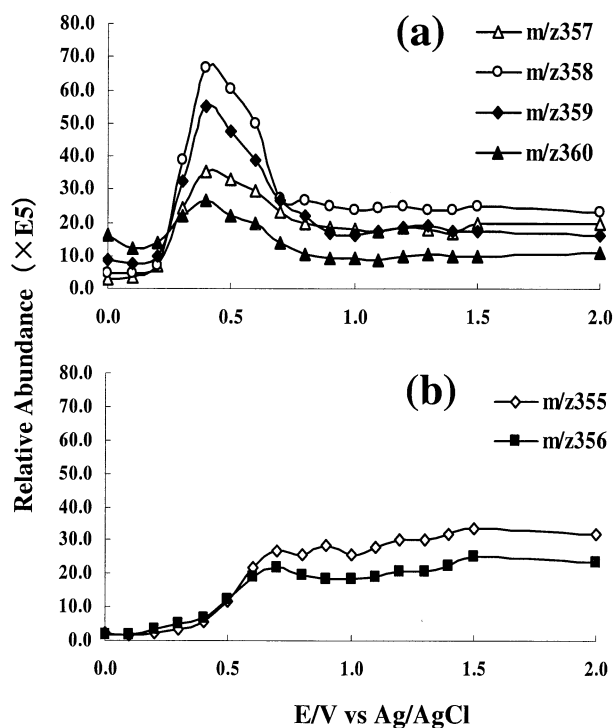 80.0
70.0
60.0
50.0
40.0
30.0
20.0
10.0
0.0
(a)
m/z357
m/z358
m/z359
m/z360
0.0 0.5 1.0 1.5 2.0
Relative Abundance (×E5)
80.0
70.0
60.0
50.0
40.0
30.0
20.0
10.0
0.0
(b)
m/z355
m/z356
0.0 0.5 1.0 1.5 2.0
E/V vs Ag/AgCl